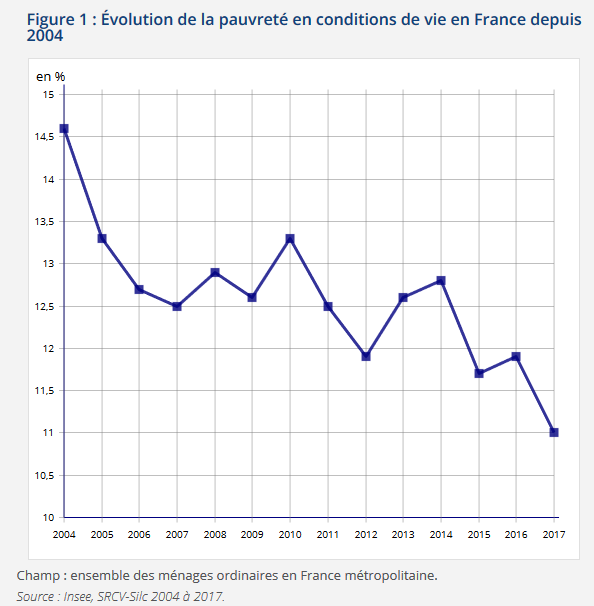 Figure 1 : Évolution de la pauvreté en conditions de vie en France depuis
2004
en %
15
14,5
14
13,5
13
12,5
12
11,5
11
10,5
10
2004 2005 2006 2007 2008 2009 2010 2011 2012 2013 2014 2015 2016 2017
Champ : ensemble des ménages ordinaires en France métropolitaine.
Source : Insee, SRCV-Silc 2004 à 2017.